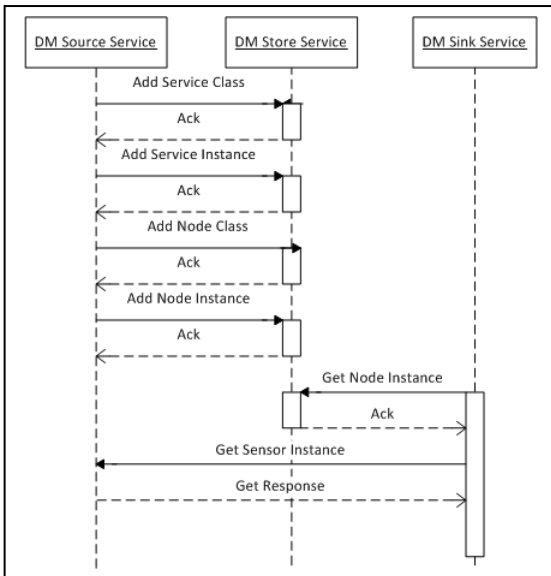 DM Source Service
DM Store Service
DM Sink Service
Add Service Class
Ack
Add Service Instance
Ack
Add Node Class
Ack
Add Node Instance
Ack
Get Node Instance
Ack
Get Sensor Instance
Get Response